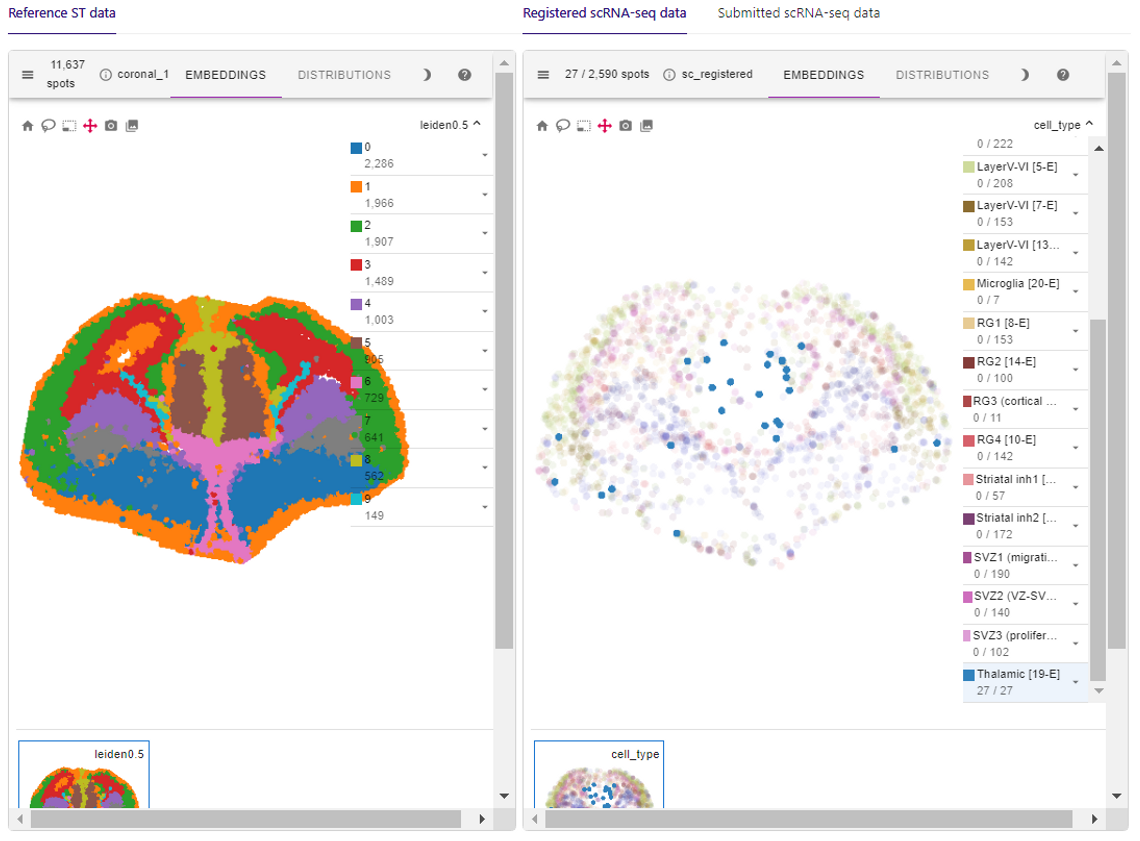 Reference ST data
Registered scRNA-seq data
Submitted scRNA-seq data
11,637
spots
coronal_1
EMBEDDINGS
DISTRIBUTIONS
leiden0.5
0
2,286
1
1,966
2
1,907
3
1,489
4
1,003
5
905
6
729
7
641
8
562
9
149
leiden0.5
27 / 2,590 spots
sc_registered
EMBEDDINGS
DISTRIBUTIONS
cell_type
0 / 222
LayerV-VI [5-E]
0 / 208
LayerV-VI [7-E]
0 / 153
LayerV-VI [13...
0 / 142
Microglia [20-E]
0 / 7
RG1 [8-E]
0 / 153
RG2 [14-E]
0 / 100
RG3 (cortical ...
0 / 11
RG4 [10-E]
0 / 142
Striatal inh1 [...
0 / 57
Striatal inh2 [...
0 / 172
SVZ1 (migrati...
0 / 190
SVZ2 (VZ-SV...
0 / 140
SVZ3 (prolifer...
0 / 102
Thalamic [19-E]
27 / 27
cell_type